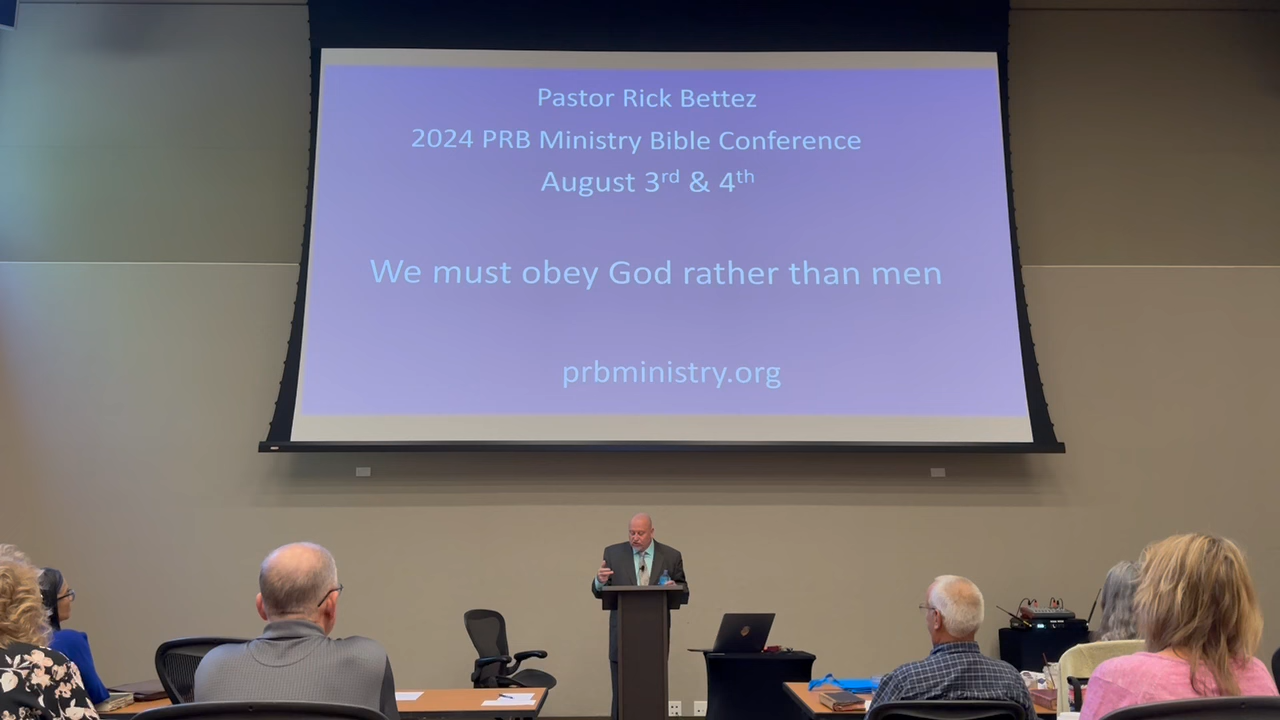 Pastor Rick Bettez
2024 PRB Ministry Bible Conference
August 3rd & 4th
We must obey God rather than men
prbministry.org